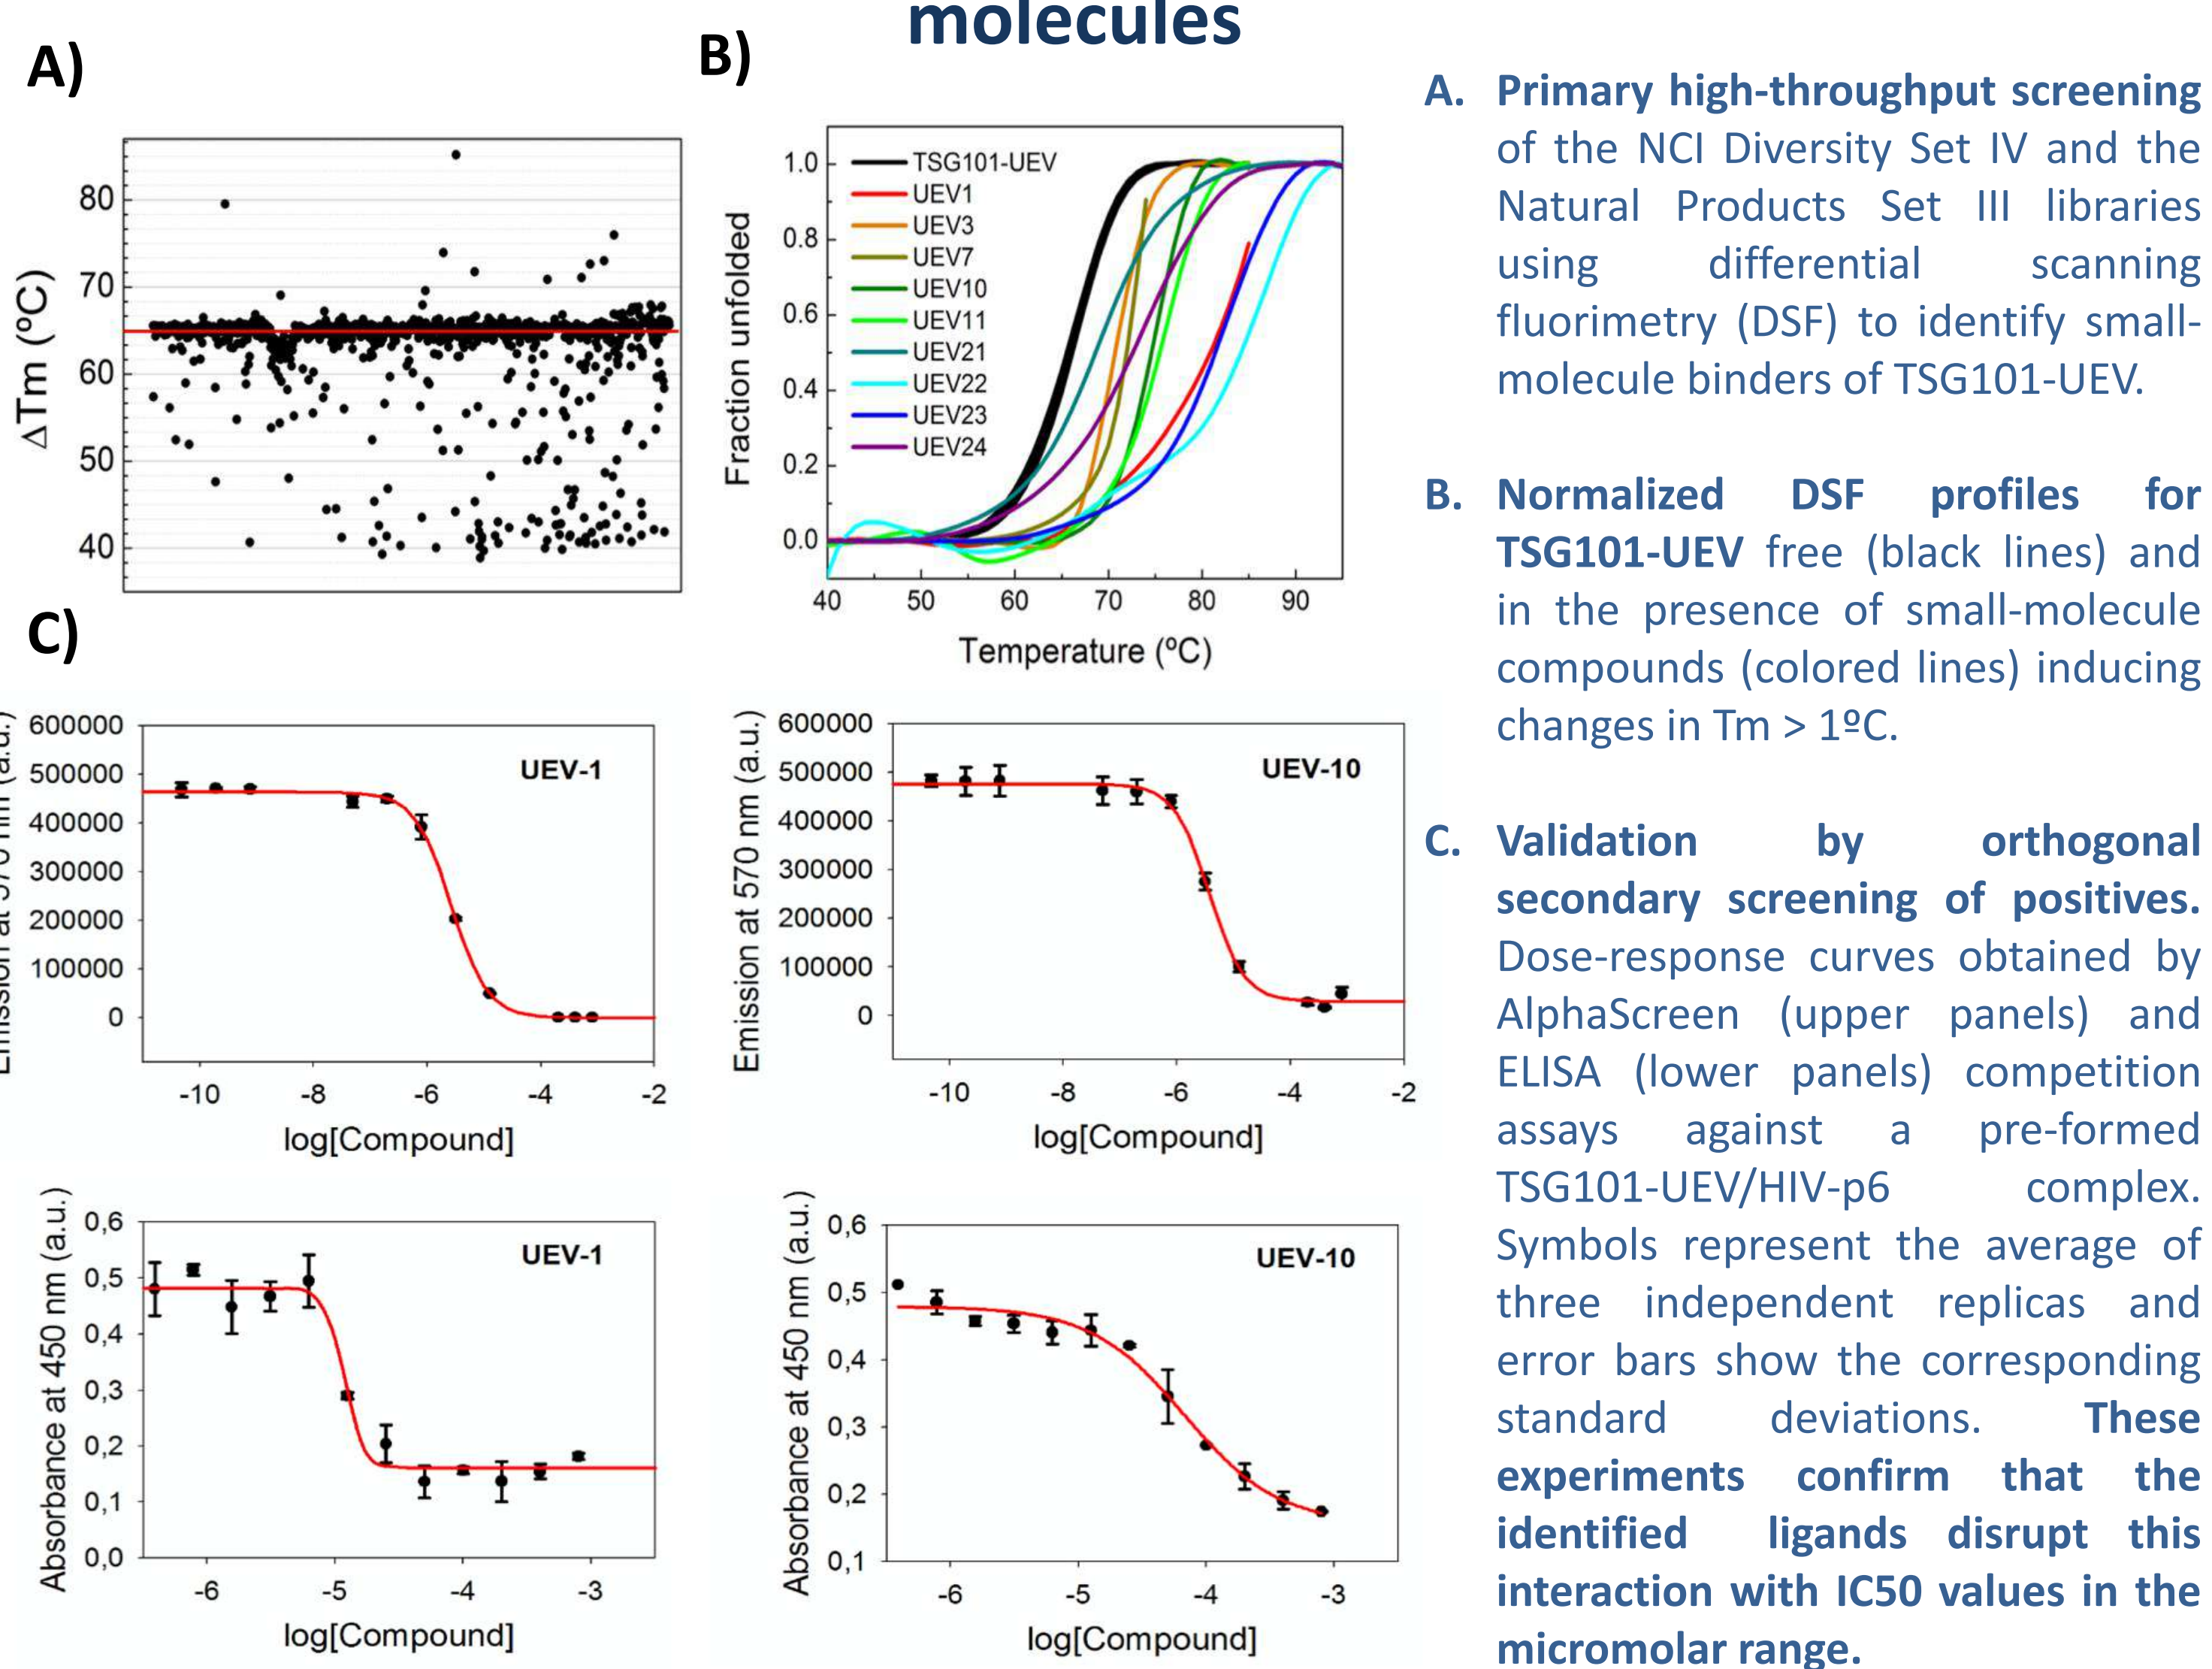 molecules
A)
80
70
60
50
40
ΔTm (ºC)
B)
1.0
0.8
0.6
0.4
0.2
0.0
Fraction unfolded
TSG101-UEV
UEV1
UEV3
UEV7
UEV10
UEV11
UEV21
UEV22
UEV23
UEV24
40 50 60 70 80 90
Temperature (ºC)
C)
600000
500000
400000
300000
200000
100000
0
Emission at 570 nm (a.u.)
UEV-1
-10 -8 -6 -4 -2
log[Compound]
600000
500000
400000
300000
200000
100000
0
Emission at 570 nm (a.u.)
UEV-10
-10 -8 -6 -4 -2
log[Compound]
0,6
0,5
0,4
0,3
0,2
0,1
0,0
Absorbance at 450 nm (a.u.)
UEV-1
-6 -5 -4 -3
log[Compound]
0,6
0,5
0,4
0,3
0,2
0,1
Absorbance at 450 nm (a.u.)
UEV-10
-6 -5 -4 -3
log[Compound]
A. Primary high-throughput screening
of the NCI Diversity Set IV and the
Natural Products Set III libraries
using differential scanning
fluorimetry (DSF) to identify small-
molecule binders of TSG101-UEV.
B. Normalized DSF profiles for
TSG101-UEV free (black lines) and
in the presence of small-molecule
compounds (colored lines) inducing
changes in Tm > 1ºC.
C. Validation by orthogonal
secondary screening of positives.
Dose-response curves obtained by
AlphaScreen (upper panels) and
ELISA (lower panels) competition
assays against a pre-formed
TSG101-UEV/HIV-p6 complex.
Symbols represent the average of
three independent replicas and
error bars show the corresponding
standard deviations. These
experiments confirm that the
identified ligands disrupt this
interaction with IC50 values in the
micromolar range.